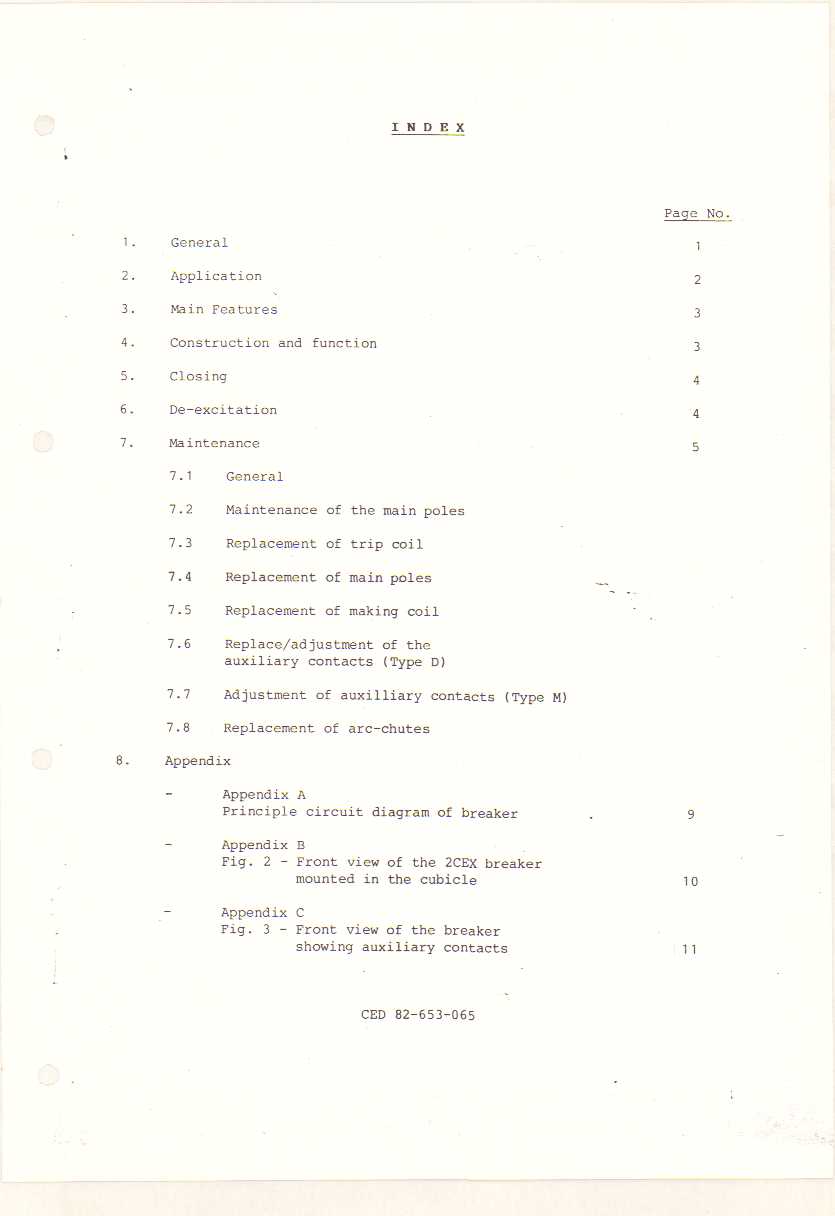 INDEX
Page No.
1. General 1
2. Application 2
3. Main Features 3
4. Construction and function 3
5. Closing 4
6. De-excitation 4
7. Maintenance 5
7.1 General
7.2 Maintenance of the main poles
7.3 Replacement of trip coil
7.4 Replacement of main poles
7.5 Replacement of making coil
7.6 Replace/adjustment of the
auxiliary contacts (Type D)
7.7 Adjustment of auxilliary contacts (Type M)
7.8 Replacement of arc-chutes
8. Appendix
- Appendix A
Principle circuit diagram of breaker 9
- Appendix B
Fig. 2 - Front view of the 2CEX breaker
mounted in the cubicle 10
- Appendix C
Fig. 3 - Front view of the breaker
showing auxiliary contacts 11
CED 82-653-065